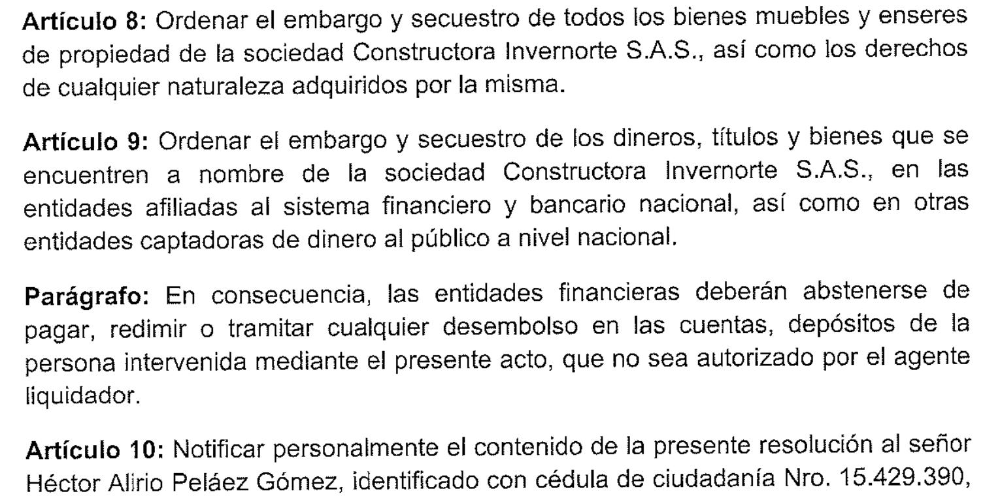 Artículo 8: Ordenar el embargo y secuestro de todos los bienes muebles y enseres
de propiedad de la sociedad Constructora Invernorte S.A.S., así como los derechos
de cualquier naturaleza adquiridos por la misma.
Artículo 9: Ordenar el embargo y secuestro de los dineros, títulos y bienes que se
encuentren a nombre de la sociedad Constructora Invernorte S.A.S., en las
entidades afiliadas al sistema financiero y bancario nacional, así como en otras
entidades captadoras de dinero al público a nivel nacional.
Parágrafo: En consecuencia, las entidades financieras deberán abstenerse de
pagar, redimir o tramitar cualquier desembolso en las cuentas, depósitos de la
persona intervenida mediante el presente acto, que no sea autorizado por el agente
liquidador.
Artículo 10: Notificar personalmente el contenido de la presente resolución al señor
Héctor Alirio Peláez Gómez, identificado con cédula de ciudadanía Nro. 15.429.390,